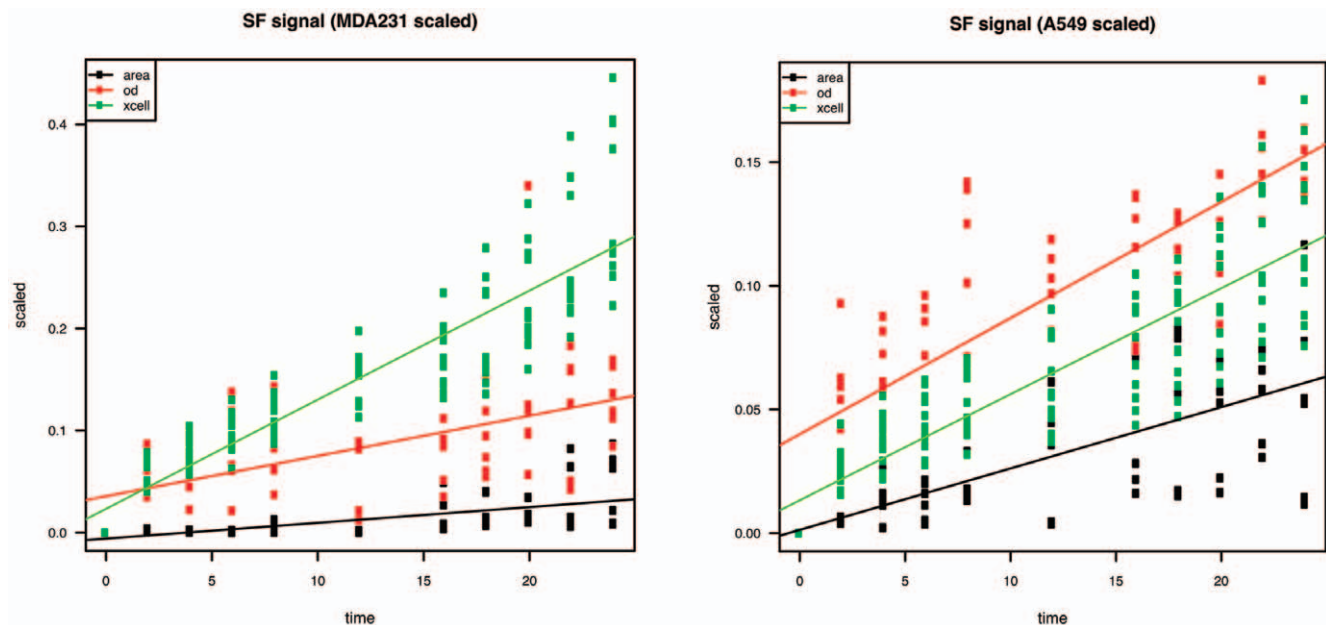 SF signal (MDA231 scaled)
area
od
xcell
scaled
0.4
0.3
0.2
0.1
0.0
0 5 10 15 20
time
SF signal (A549 scaled)
area
od
xcell
scaled
0.15
0.10
0.05
0.00
0 5 10 15 20
time